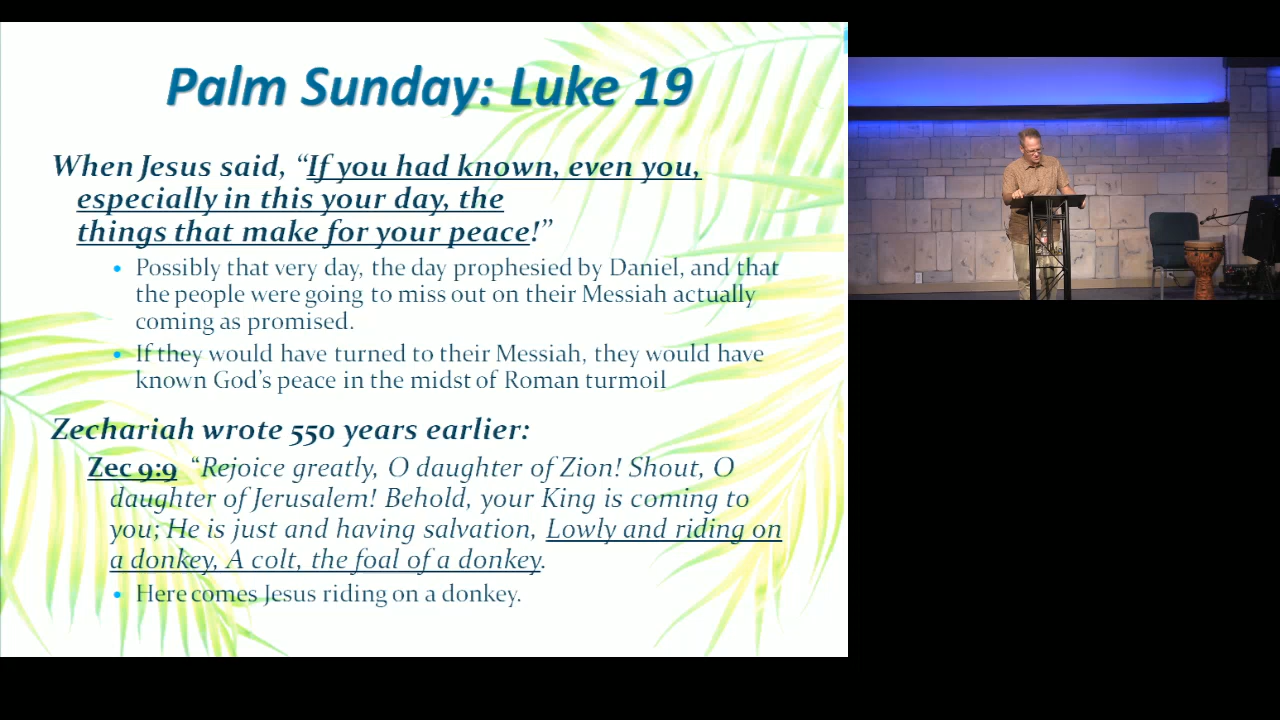 Palm Sunday: Luke 19
When Jesus said, “If you had known, even you,
especially in this your day, the
things that make for your peace!”
• Possibly that very day, the day prophesied by Daniel, and that
the people were going to miss out on their Messiah actually
coming as promised.
• If they would have turned to their Messiah, they would have
known God’s peace in the midst of Roman turmoil
Zechariah wrote 550 years earlier:
Zec 9:9 “Rejoice greatly, O daughter of Zion! Shout, O
daughter of Jerusalem! Behold, your King is coming to
you; He is just and having salvation, Lowly and riding on
a donkey, A colt, the foal of a donkey.
• Here comes Jesus riding on a donkey.